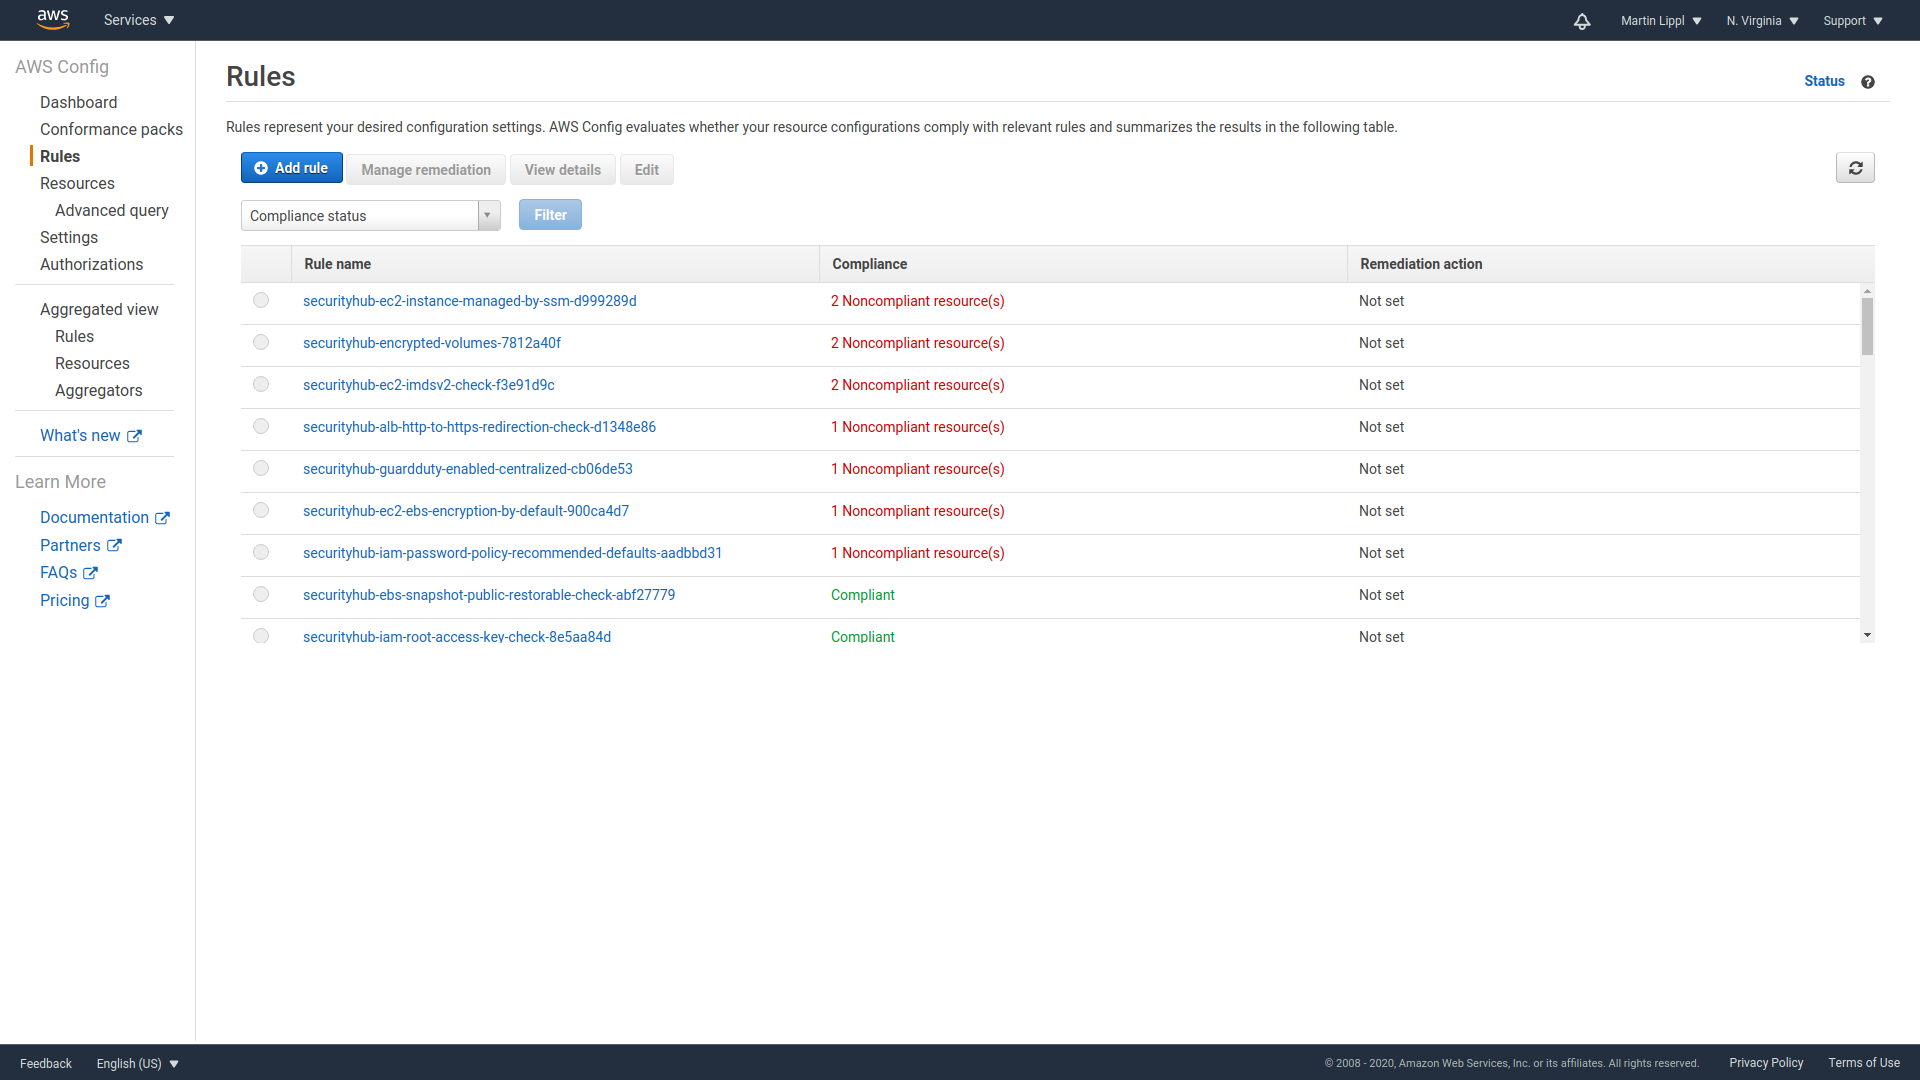 aws Services Martin Lippl N. Virginia Support
AWS Config
Dashboard
Conformance packs
Rules
Resources
Advanced query
Settings
Authorizations
Aggregated view
Rules
Resources
Aggregators
What's new
Learn More
Documentation
Partners
FAQs
Pricing
Rules
Status ?
Rules represent your desired configuration settings. AWS Config evaluates whether your resource configurations comply with relevant rules and summarizes the results in the following table.
Add rule Manage remediation View details Edit
Compliance status Filter
Rule name Compliance Remediation action
securityhub-ec2-instance-managed-by-ssm-d999289d 2 Noncompliant resource(s) Not set
securityhub-encrypted-volumes-7812a40f 2 Noncompliant resource(s) Not set
securityhub-ec2-imdsv2-check-f3e91d9c 2 Noncompliant resource(s) Not set
securityhub-alb-http-to-https-redirection-check-d1348e86 1 Noncompliant resource(s) Not set
securityhub-guardduty-enabled-centralized-cb06de53 1 Noncompliant resource(s) Not set
securityhub-ec2-ebs-encryption-by-default-900ca4d7 1 Noncompliant resource(s) Not set
securityhub-iam-password-policy-recommended-defaults-aadbbd31 1 Noncompliant resource(s) Not set
securityhub-ebs-snapshot-public-restorable-check-abf27779 Compliant Not set
securityhub-iam-root-access-key-check-8e5aa84d Compliant Not set
Feedback English (US) © 2008 - 2020, Amazon Web Services, Inc. or its affiliates. All rights reserved. Privacy Policy Terms of Use